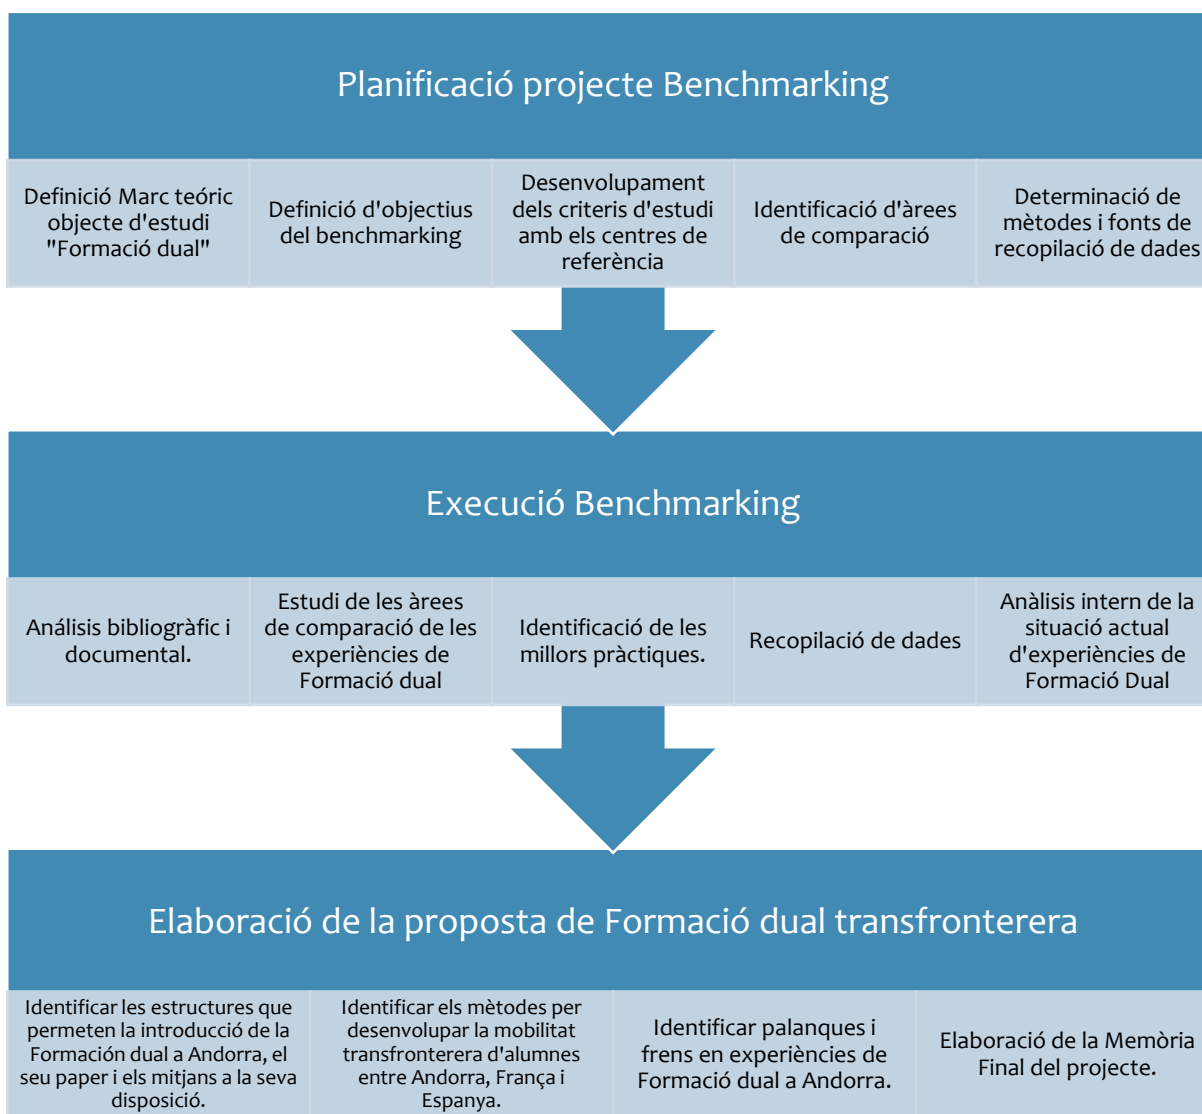 Planificació projecte Benchmarking
Definició Marc teóric
objecte d'estudi
"Formació dual"
Definició d'objectius
del benchmarking
Desenvolupament
dels criteris d'estudi
amb els centres de
referència
Identificació d'àrees
de comparació
Determinació de
mètodes i fonts de
recopilació de dades
Execució Benchmarking
Análisis bibliogràfic i
documental.
Estudi de les àrees
de comparació de les
experiències de
Formació dual
Identificació de les
millors pràctiques.
Recopilació de dades
Anàlisis intern de la
situació actual
d'experiències de
Formació Dual
Elaboració de la proposta de Formació dual transfronterera
Identificar les estructures que
permeten la introducció de la
Formación dual a Andorra, el
seu paper i els mitjans a la seva
disposició.
Identificar els mètodes per
desenvolupar la mobilitat
transfronterera d'alumnes
entre Andorra, França i
Espanya.
Identificar palanques i
frens en experiències de
Formació dual a Andorra.
Elaboració de la Memòria
Final del projecte.